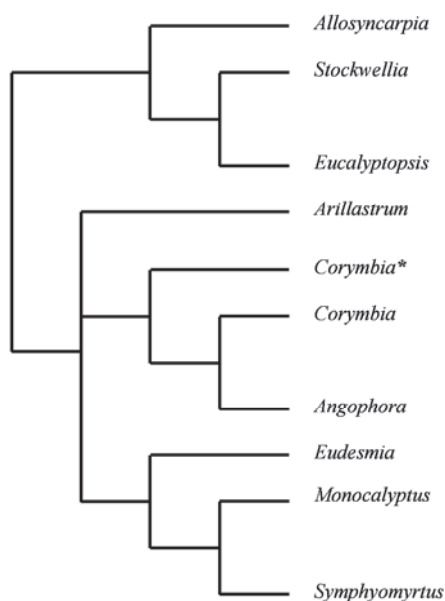 Allosyncarpia
Stockwellia
Eucalyptopsis
Arillastrum
Corymbia*
Corymbia
Angophora
Eudesmia
Monocalyptus
Symphyomyrtus